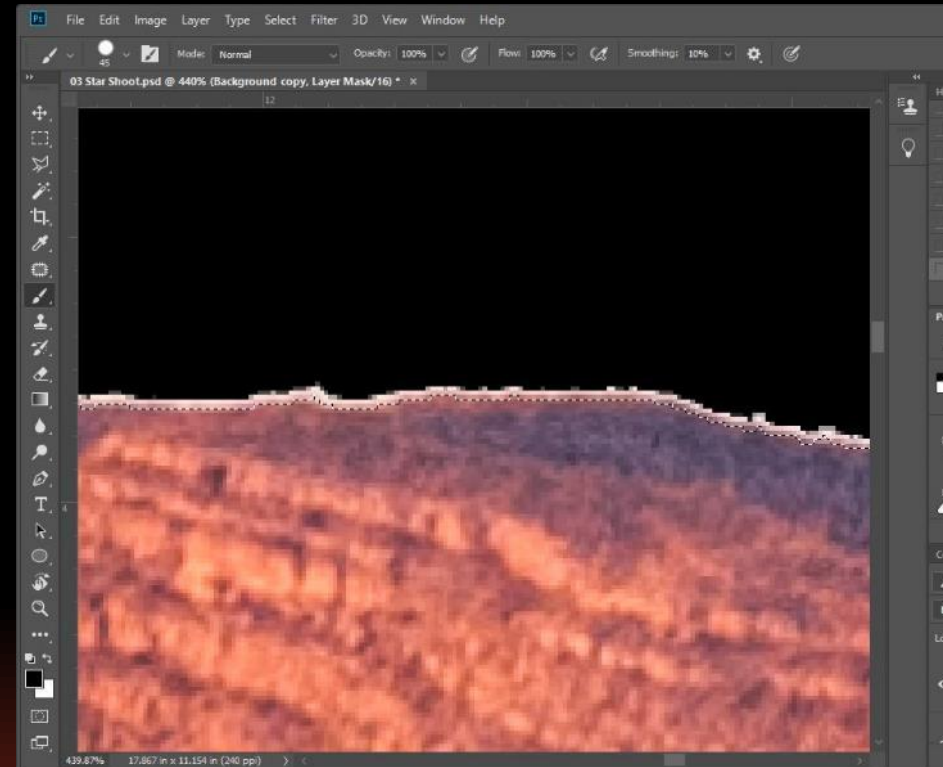 Pt File Edit Image Layer Type Select Filter 3D View Window Help
45 Mode: Normal Opacity: 100% Flow: 100% Smoothing: 10%
03 Star Shoot.psd @ 440% (Background copy, Layer Mask/16) * ×
12
4
T
439.87% 17.867 in x 11.154 in (240 ppi)